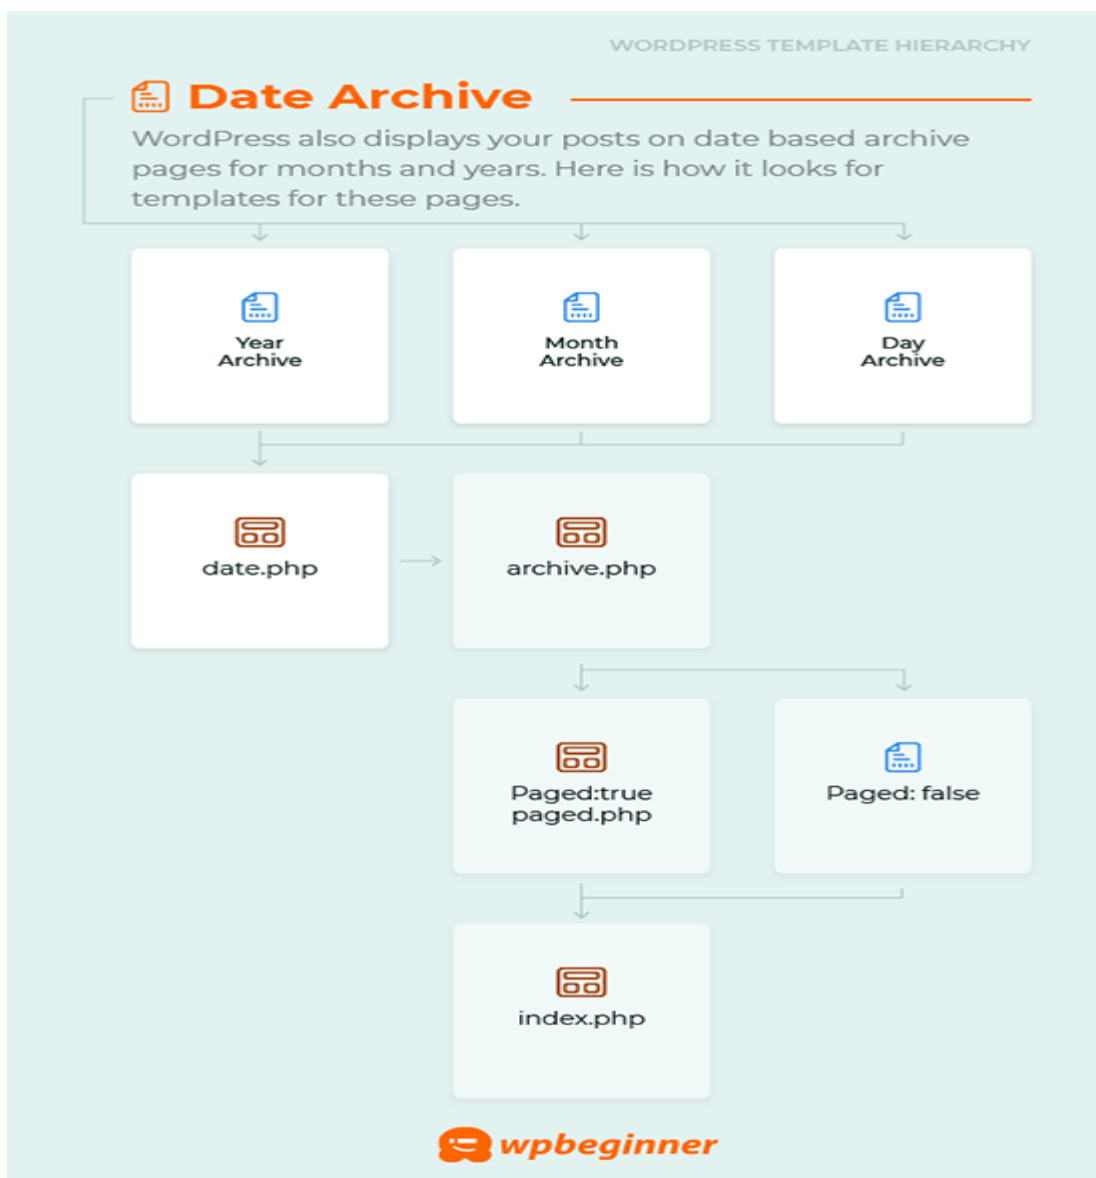 WORDPRESS TEMPLATE HIERARCHY
Date Archive
WordPress also displays your posts on date based archive
pages for months and years. Here is how it looks for
templates for these pages.
Year
Archive
Month
Archive
Day
Archive
date.php
archive.php
Paged:true
paged.php
Paged: false
index.php
wpbeginner